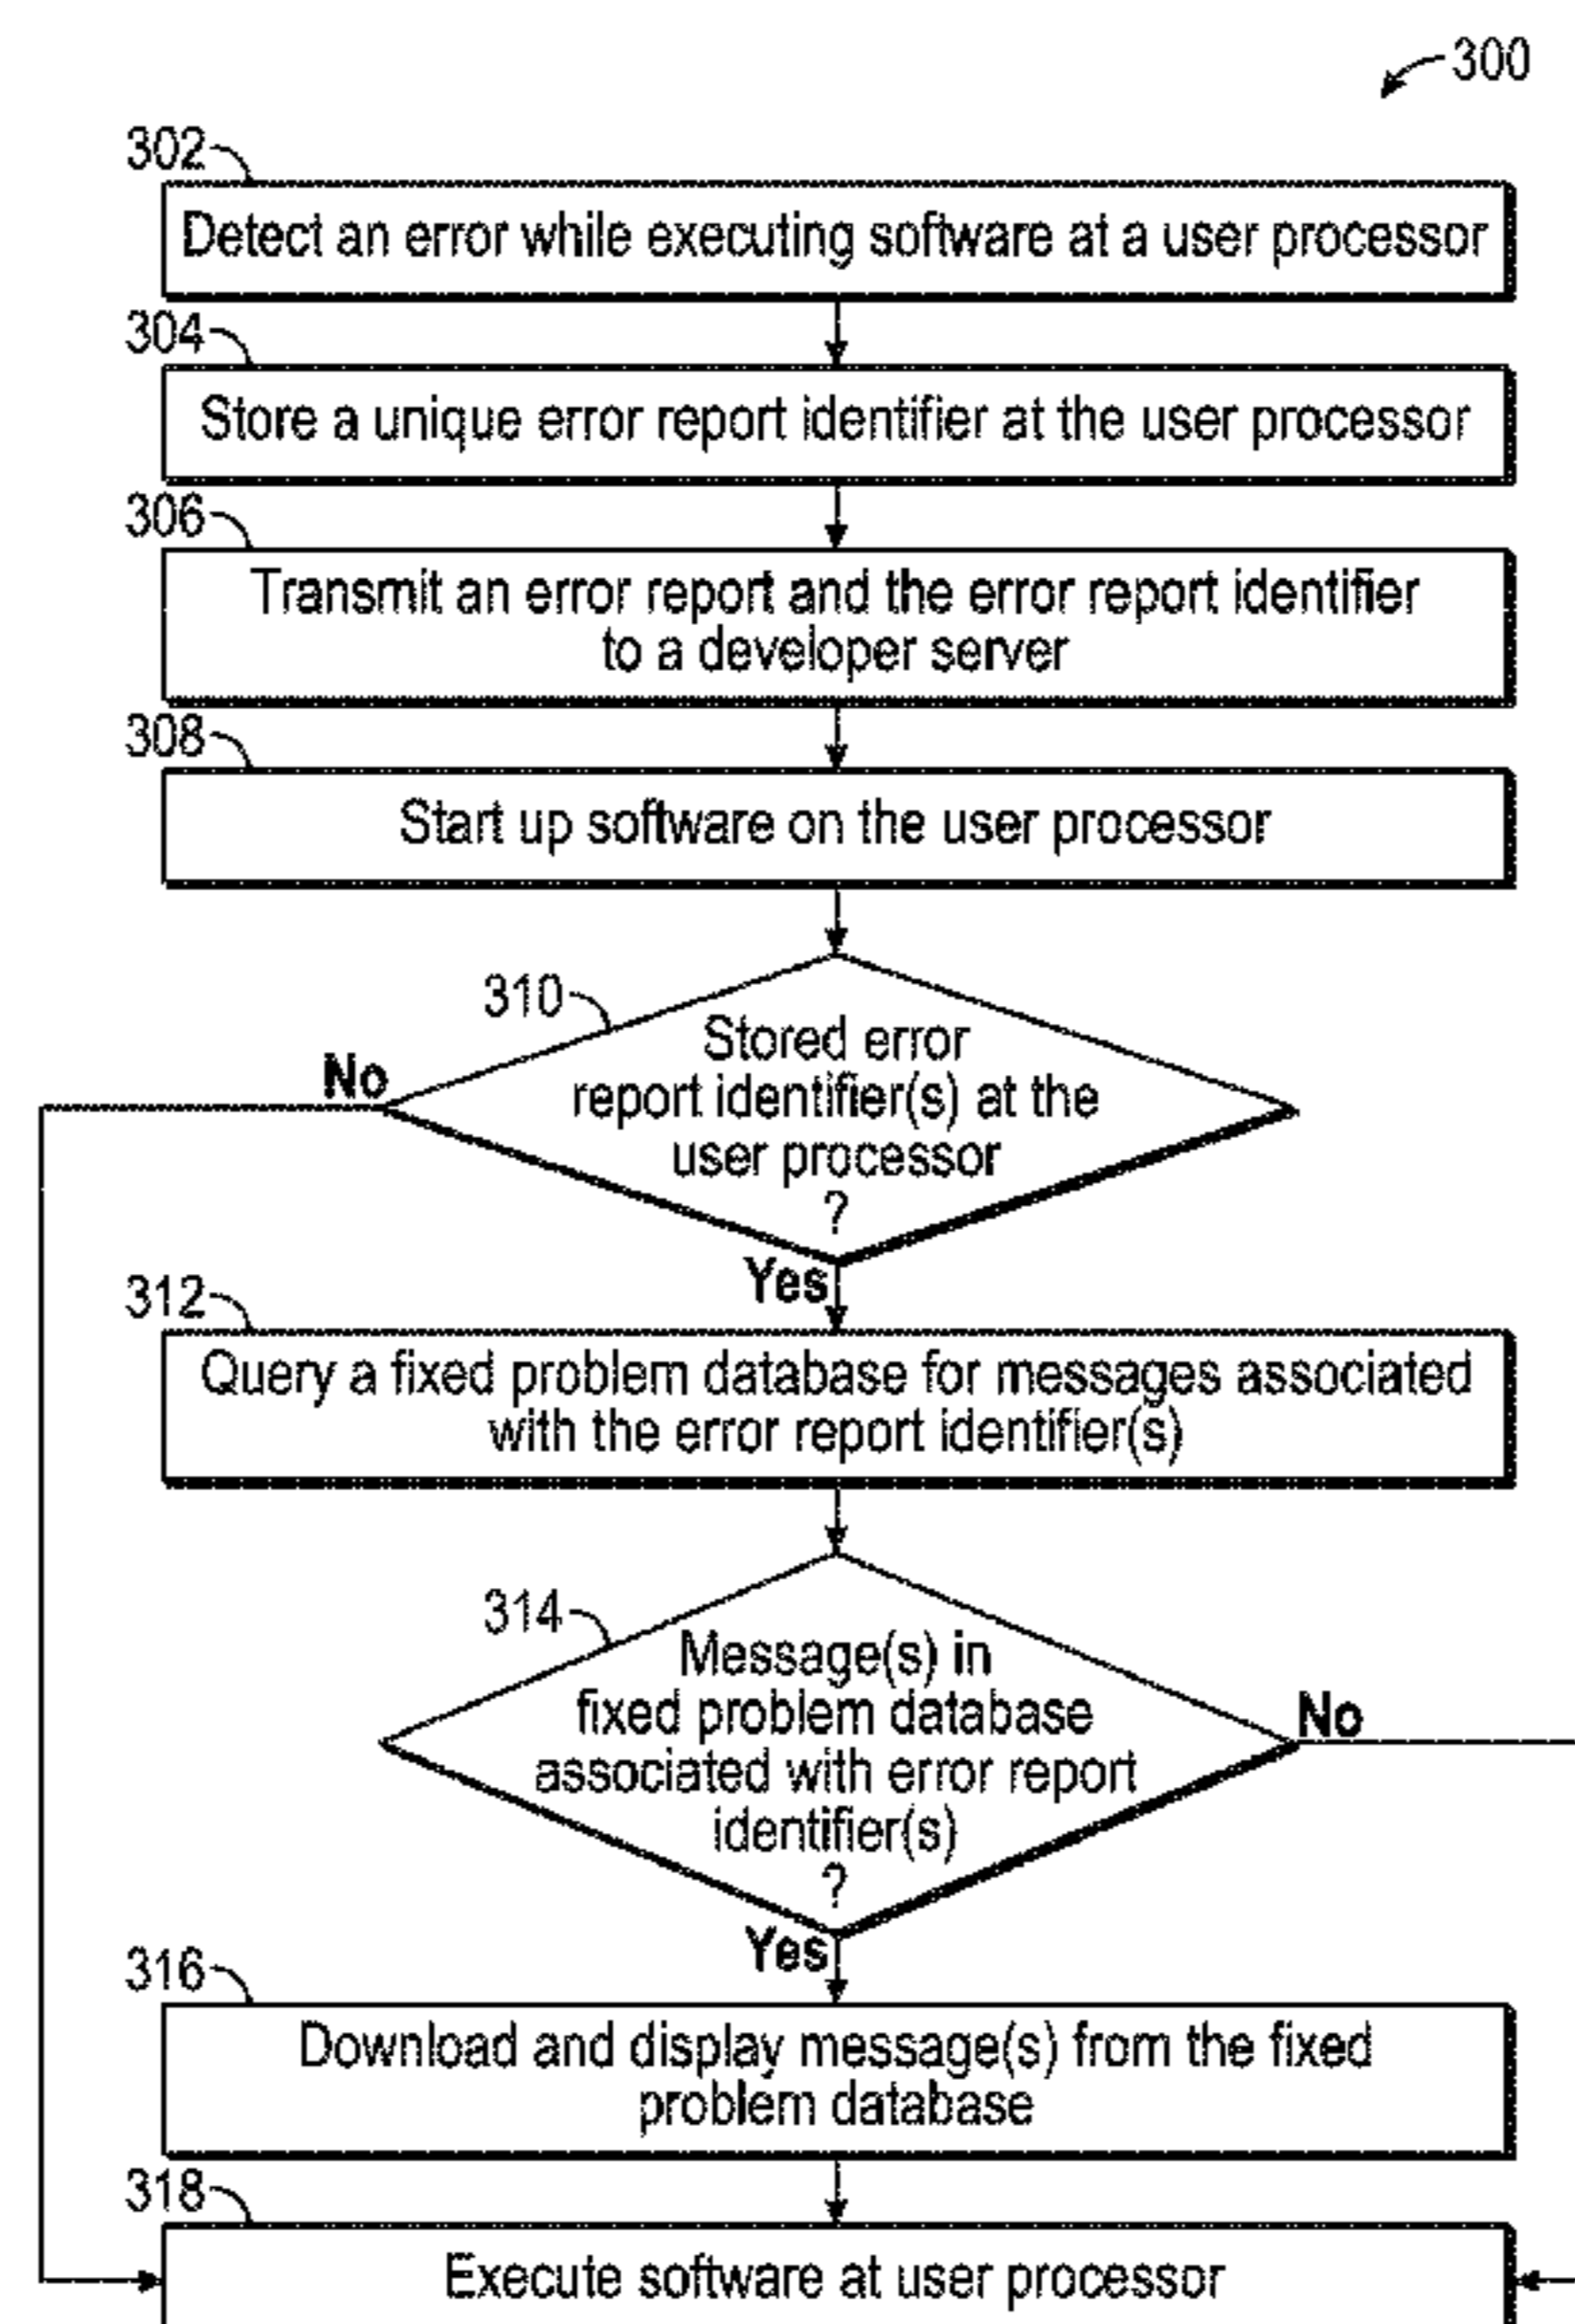 300
302
Detect an error while executing software at a user processor
304
Store a unique error report identifier at the user processor
306
Transmit an error report and the error report identifier
to a developer server
308
Start up software on the user processor
310
Stored error
report identifier(s) at the
user processor
?
No
Yes
312
Query a fixed problem database for messages associated
with the error report identifier(s)
314
Message(s) in
fixed problem database
associated with error report
identifier(s)
?
No
Yes
316
Download and display message(s) from the fixed
problem database
318
Execute software at user processor